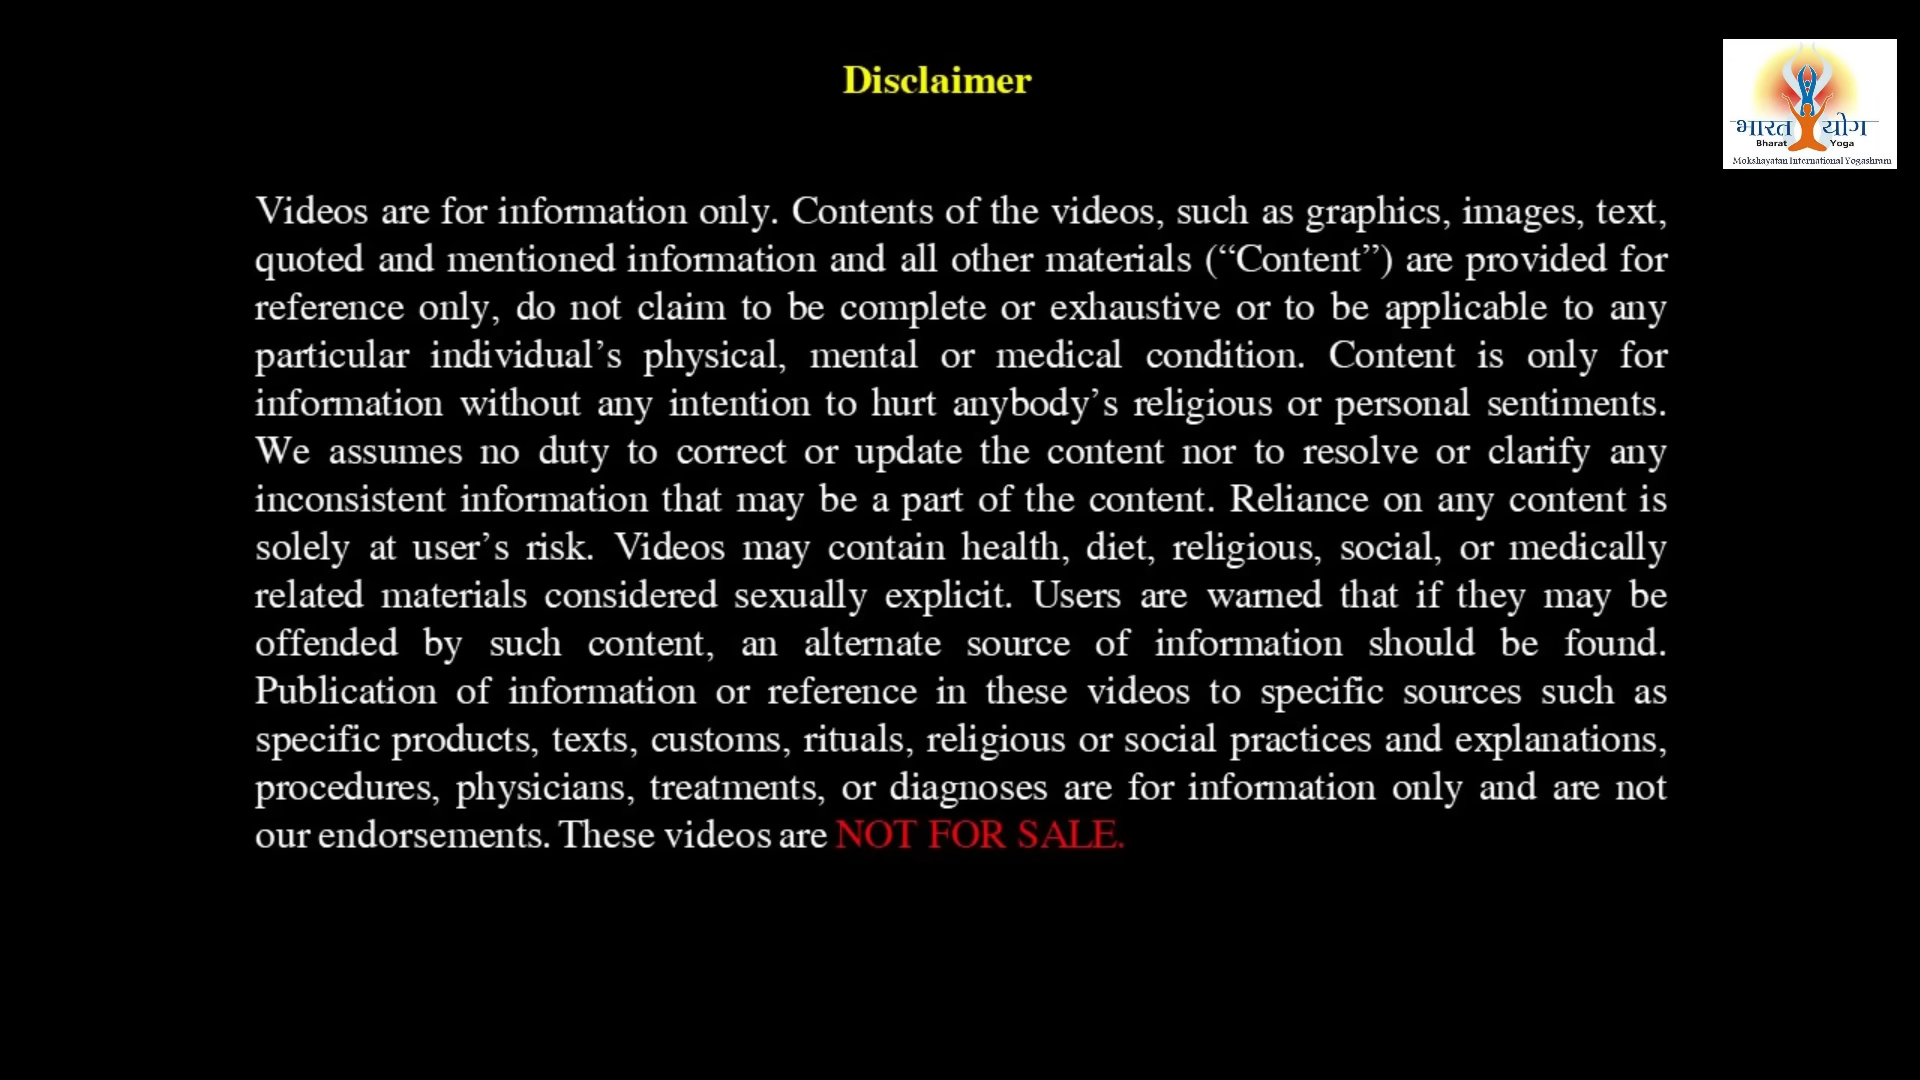 Disclaimer
भारत योग
Bharat Yoga
Mokshayatan International Yogashram
Videos are for information only. Contents of the videos, such as graphics, images, text,
quoted and mentioned information and all other materials (“Content”) are provided for
reference only, do not claim to be complete or exhaustive or to be applicable to any
particular individual’s physical, mental or medical condition. Content is only for
information without any intention to hurt anybody’s religious or personal sentiments.
We assumes no duty to correct or update the content nor to resolve or clarify any
inconsistent information that may be a part of the content. Reliance on any content is
solely at user’s risk. Videos may contain health, diet, religious, social, or medically
related materials considered sexually explicit. Users are warned that if they may be
offended by such content, an alternate source of information should be found.
Publication of information or reference in these videos to specific sources such as
specific products, texts, customs, rituals, religious or social practices and explanations,
procedures, physicians, treatments, or diagnoses are for information only and are not
our endorsements. These videos are NOT FOR SALE.